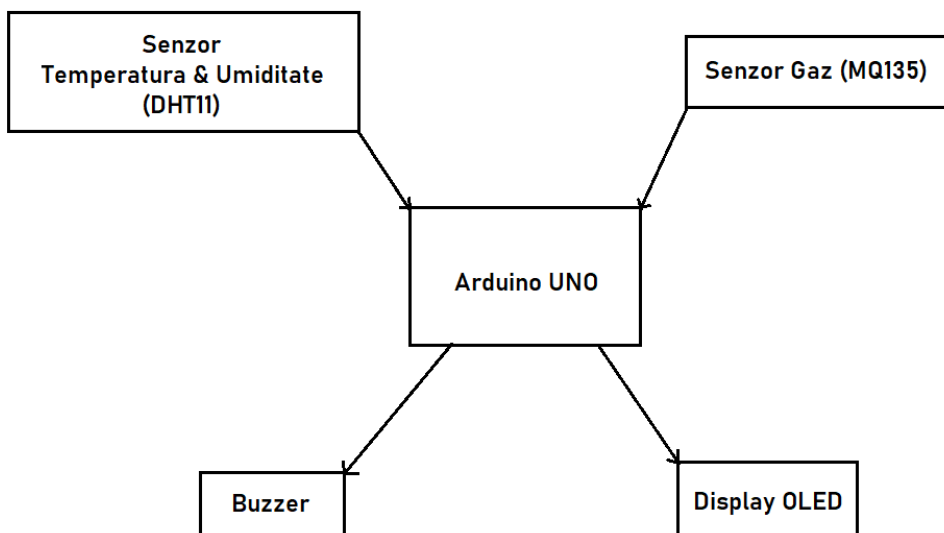 Senzor
Temperatura & Umiditate
(DHT11)
Senzor Gaz (MQ135)
Arduino UNO
Buzzer
Display OLED